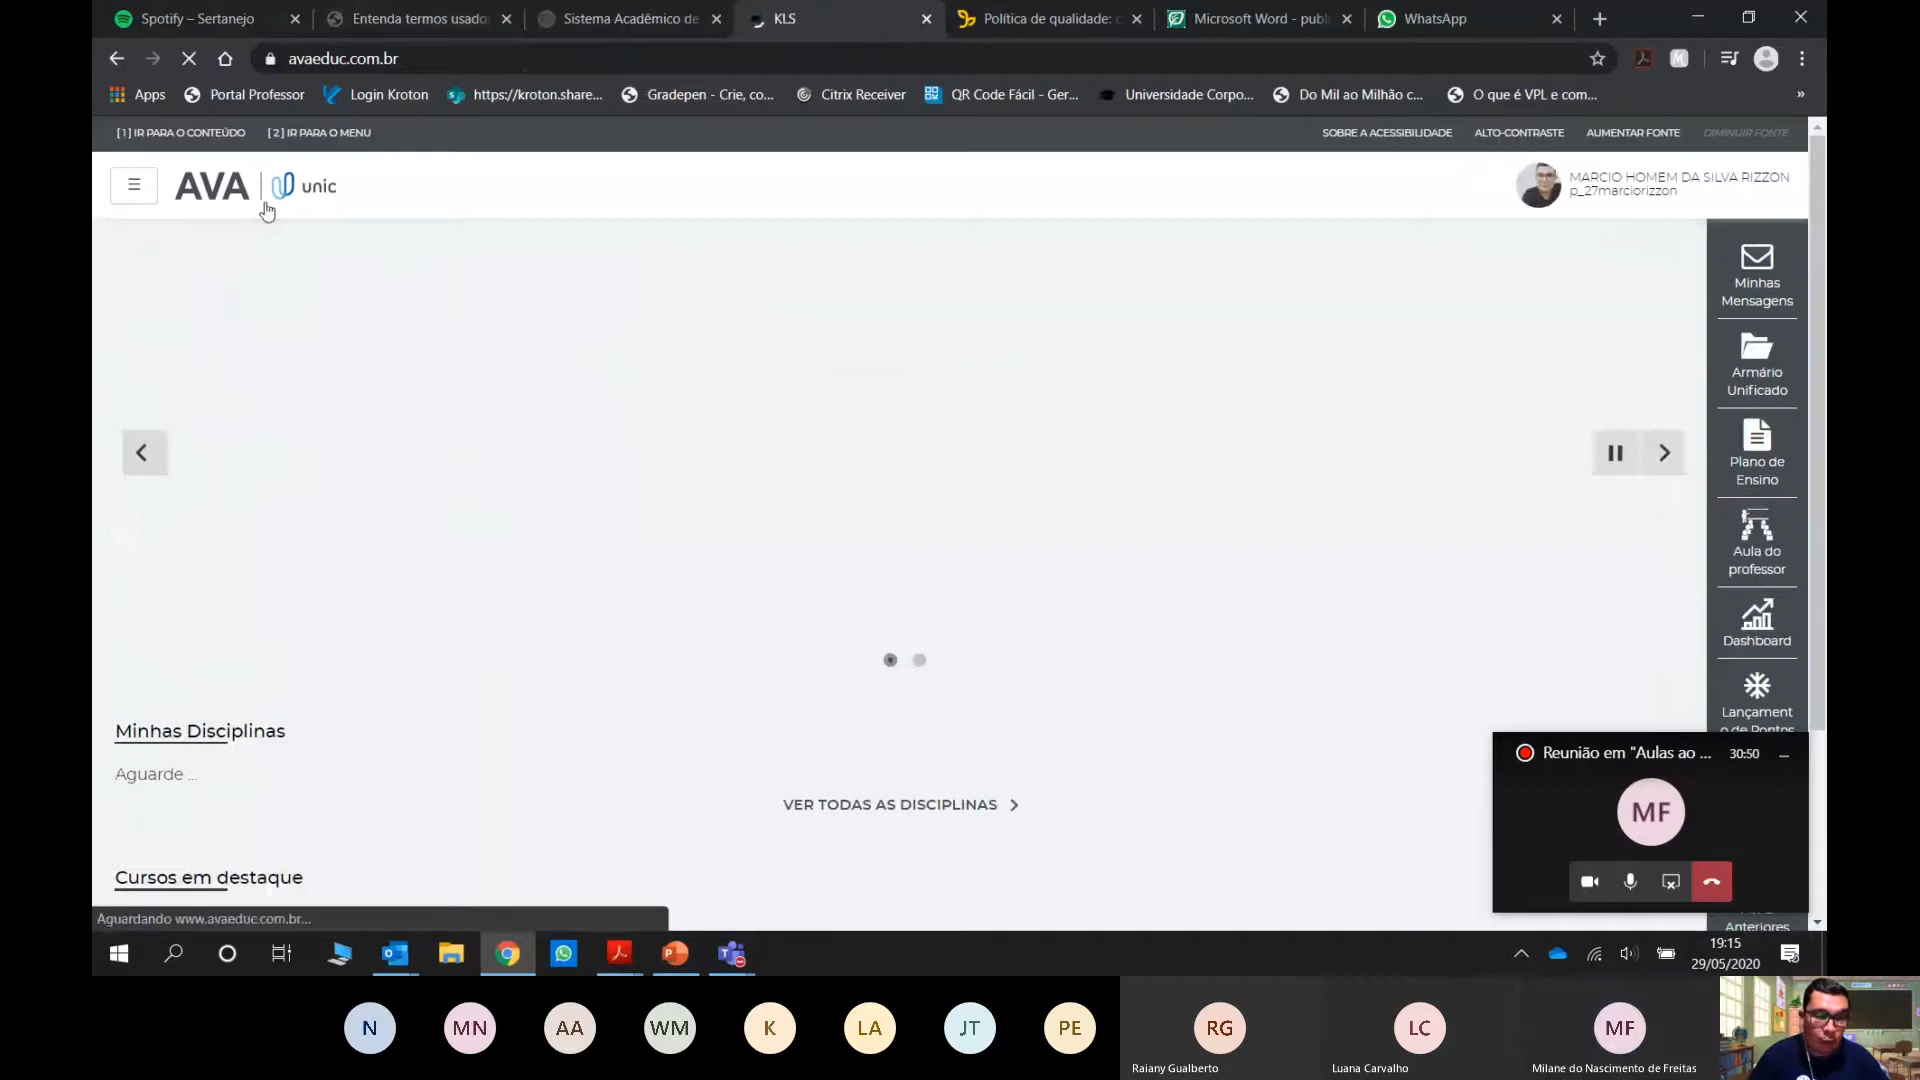 Spotify – Sertanejo
Entenda termos usado
Sistema Acadêmico de
KLS
Política de qualidade: c
Microsoft Word - publ
WhatsApp
avaeduc.com.br
Apps
Portal Professor
Login Kroton
https://kroton.share...
Gradepen - Crie, co...
Citrix Receiver
QR Code Fácil - Ger...
Universidade Corpo...
Do Mil ao Milhão c...
O que é VPL e com...
»
[1] IR PARA O CONTEÚDO
[2] IR PARA O MENU
SOBRE A ACESSIBILIDADE
ALTO-CONTRASTE
AUMENTAR FONTE
DIMINUIR FONTE
AVA
unic
MARCIO HOMEM DA SILVA RIZZON
p_27marciorizzon
Minhas
Mensagens
Armário
Unificado
Plano de
Ensino
Aula do
professor
Dashboard
Lançament
o de Pontos
Minhas Disciplinas
Aguarde ...
VER TODAS AS DISCIPLINAS
Cursos em destaque
Reunião em "Aulas ao ...
30:50
MF
Anteriores
Aguardando www.avaeduc.com.br...
19:15
29/05/2020
N
MN
AA
WM
K
LA
JT
PE
RG
LC
MF
Raiany Gualberto
Luana Carvalho
Milane do Nascimento de Freitas